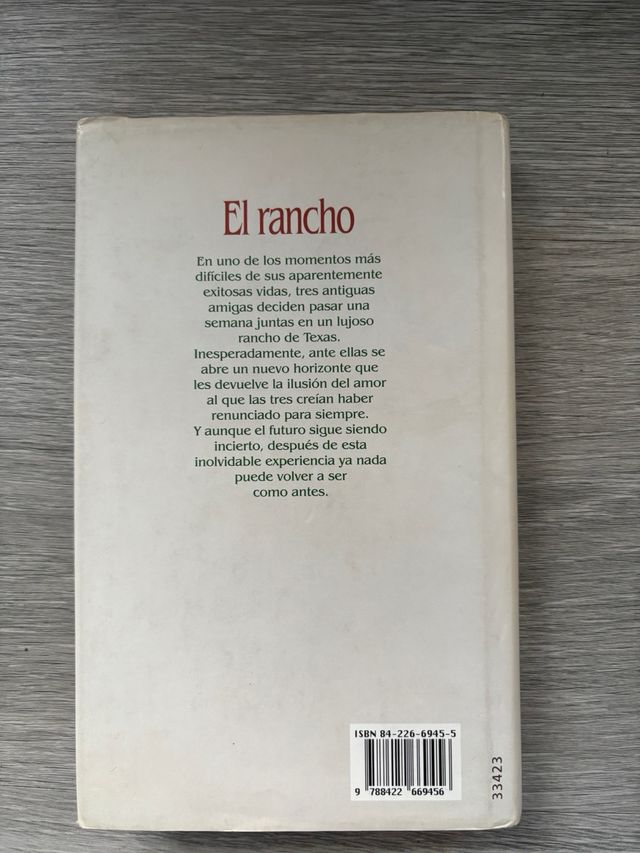 El rancho
En uno de los momentos más
difíciles de sus aparentemente
exitosas vidas, tres antiguas
amigas deciden pasar una
semana juntas en un lujoso
rancho de Texas.
Inesperadamente, ante ellas se
abre un nuevo horizonte que
les devuelve la ilusión del amor
al que las tres creían haber
renunciado para siempre.
Y aunque el futuro sigue siendo
incierto, después de esta
inolvidable experiencia ya nada
puede volver a ser
como antes.
ISBN 84-226-6945-5
9 788422 669456
33423